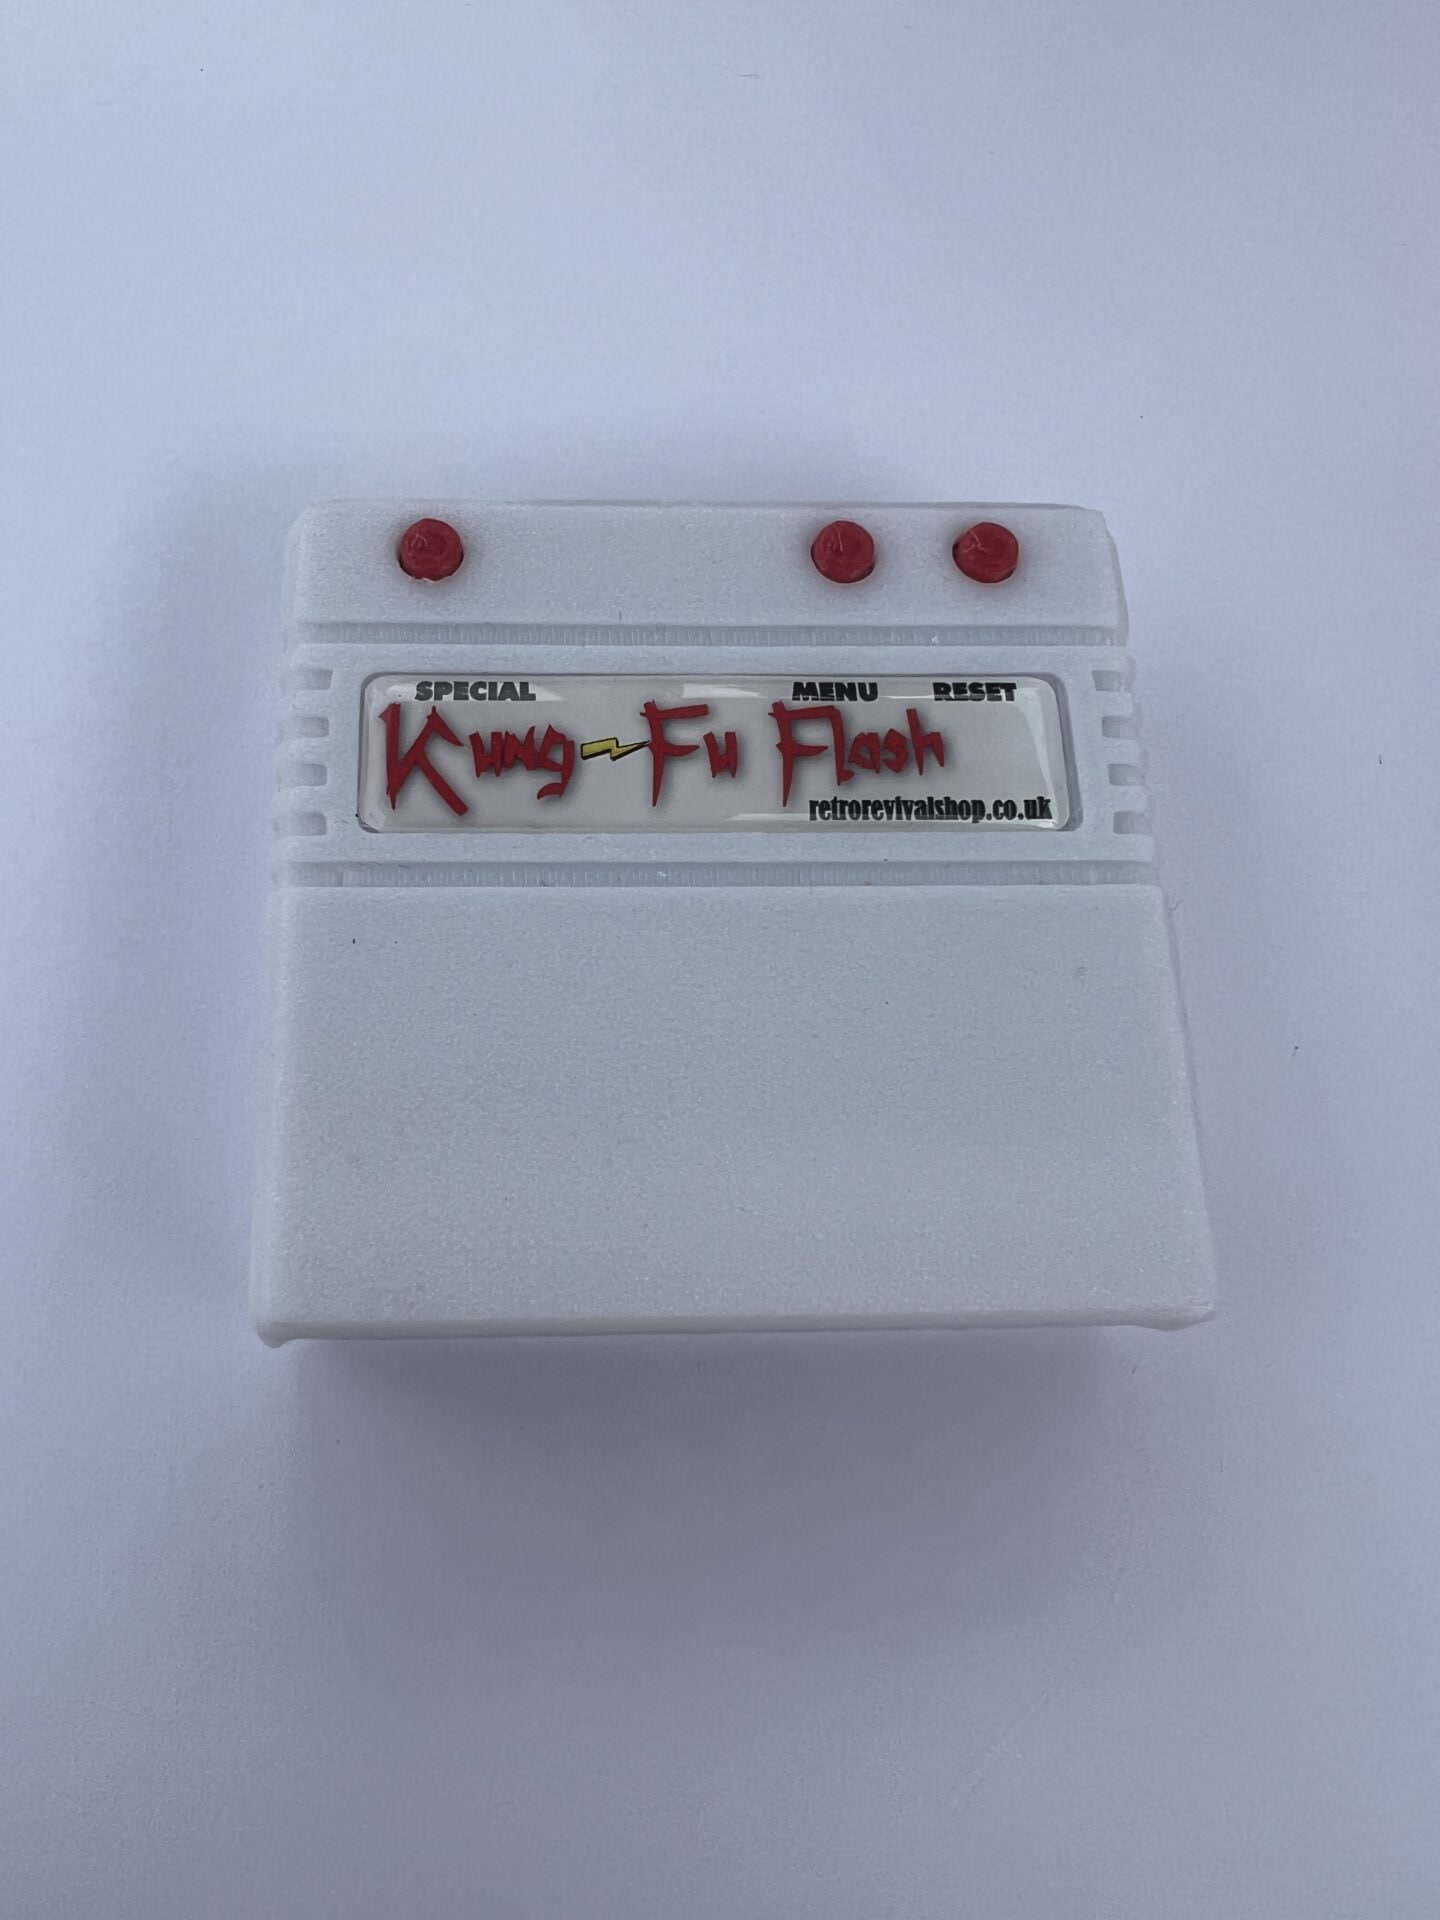 SPECIAL MENU RESET
Kung-Fu Flash
retrorevivalshop.co.uk